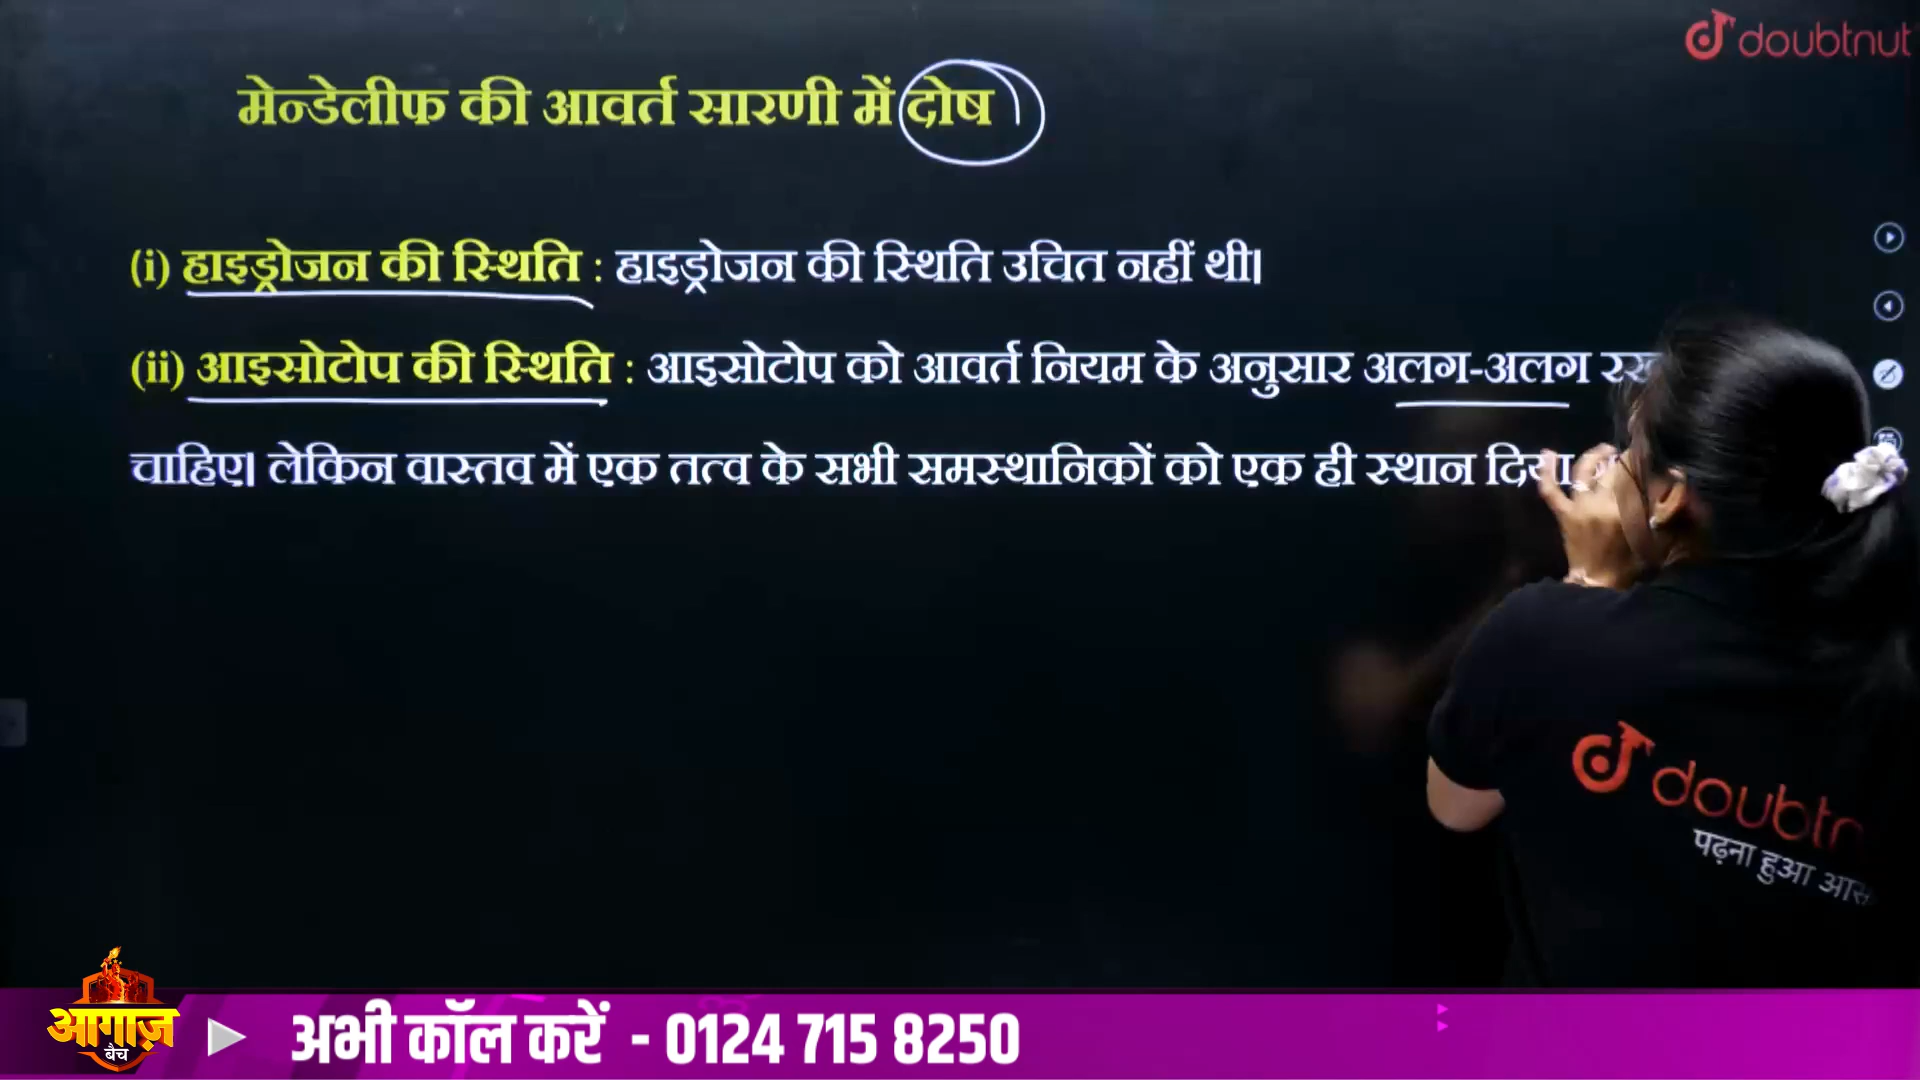 doubtnut
मेन्डेलीफ की आवर्त सारणी में दोष
(i) हाइड्रोजन की स्थिति : हाइड्रोजन की स्थिति उचित नहीं थी।
(ii) आइसोटोप की स्थिति : आइसोटोप को आवर्त नियम के अनुसार अलग-अलग
चाहिए। लेकिन वास्तव में एक तत्व के सभी समस्थानिकों को एक ही स्थान दिया
doubtn
पढ़ना हुआ
आगाज़
बैच
अभी कॉल करें - 0124 715 8250